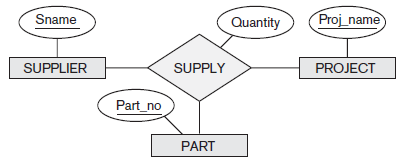 Sname
Quantity
Proj_name
SUPPLIER
SUPPLY
PROJECT
Part_no
PART